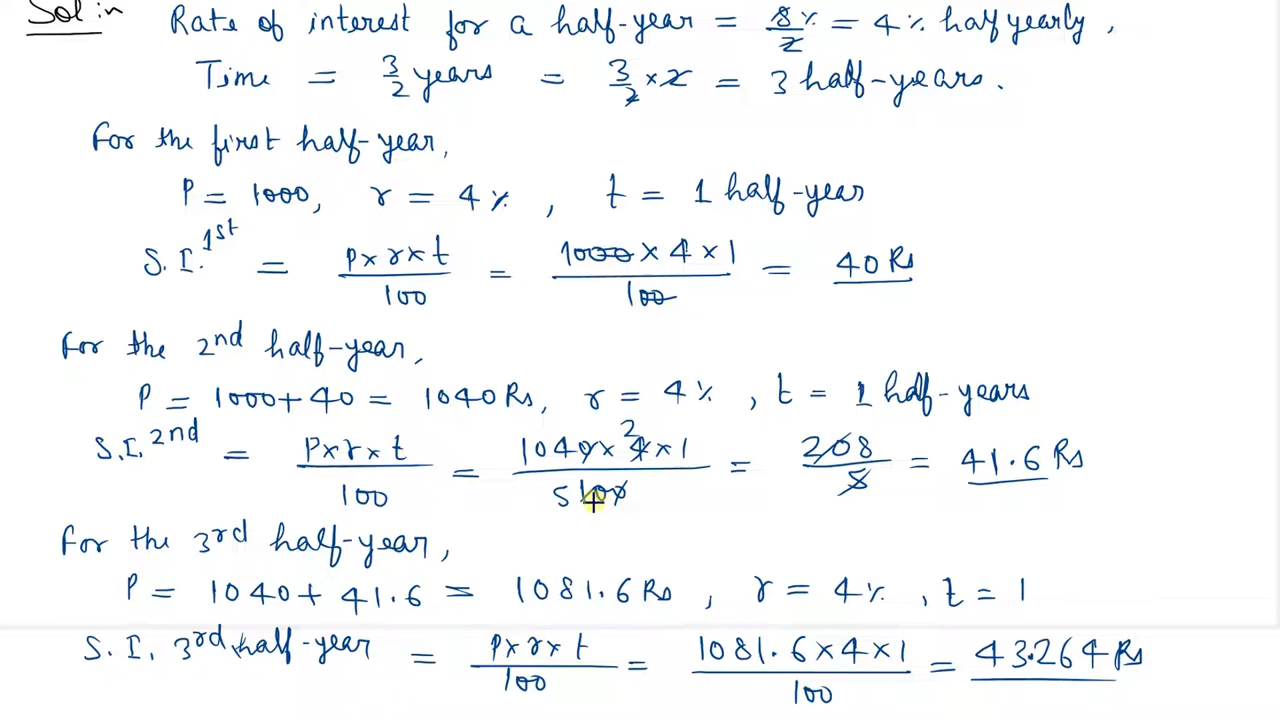 Solⁿ Rate of interest for a half-year = 8%/2 = 4% half yearly,
Time = 3/2 years = 3/2 × 2 = 3 half-years.
For the first half-year,
P = 1000, r = 4%, t = 1 half-year
S.I.1st = P×r×t/100 = 1000×4×1/100 = 40 Rs
For the 2nd half-year,
P = 1000+40 = 1040 Rs, r = 4%, t = 1 half-years
S.I.2nd = P×r×t/100 = 1040×4×1/100 = 208/5 = 41.6 Rs
For the 3rd half-year,
P = 1040+41.6 = 1081.6 Rs, r = 4%, t = 1
S.I. 3rd half-year = P×r×t/100 = 1081.6×4×1/100 = 43.264 Rs